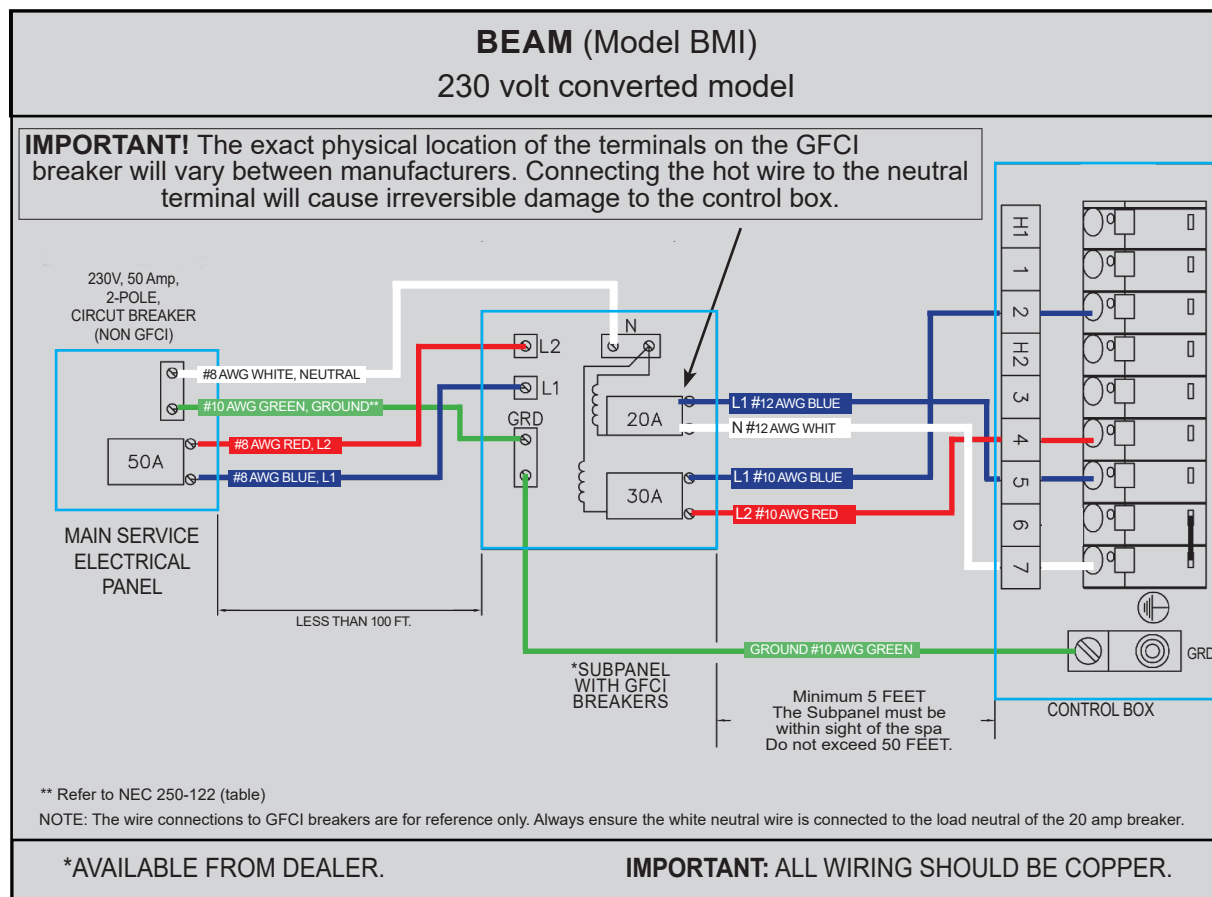 BEAM (Model BMI)
230 volt converted model
IMPORTANT! The exact physical location of the terminals on the GFCI
breaker will vary between manufacturers. Connecting the hot wire to the neutral
terminal will cause irreversible damage to the control box.
230V, 50 Amp,
2-POLE,
CIRCUT BREAKER
(NON GFCI)
#8 AWG WHITE, NEUTRAL
#10 AWG GREEN, GROUND**
50A
#8 AWG RED, L2
#8 AWG BLUE, L1
MAIN SERVICE
ELECTRICAL
PANEL
LESS THAN 100 FT.
L2
L1
GRD
N
20A
30A
*SUBPANEL
WITH GFCI
BREAKERS
L1 #12 AWG BLUE
N #12 AWG WHIT
L1 #10 AWG BLUE
L2 #10 AWG RED
GROUND #10 AWG GREEN
Minimum 5 FEET
The Subpanel must be
within sight of the spa
Do not exceed 50 FEET.
H1
1
2
H2
3
4
5
6
7
GRD
CONTROL BOX
** Refer to NEC 250-122 (table)
NOTE: The wire connections to GFCI breakers are for reference only. Always ensure the white neutral wire is connected to the load neutral of the 20 amp breaker.
*AVAILABLE FROM DEALER.
IMPORTANT: ALL WIRING SHOULD BE COPPER.